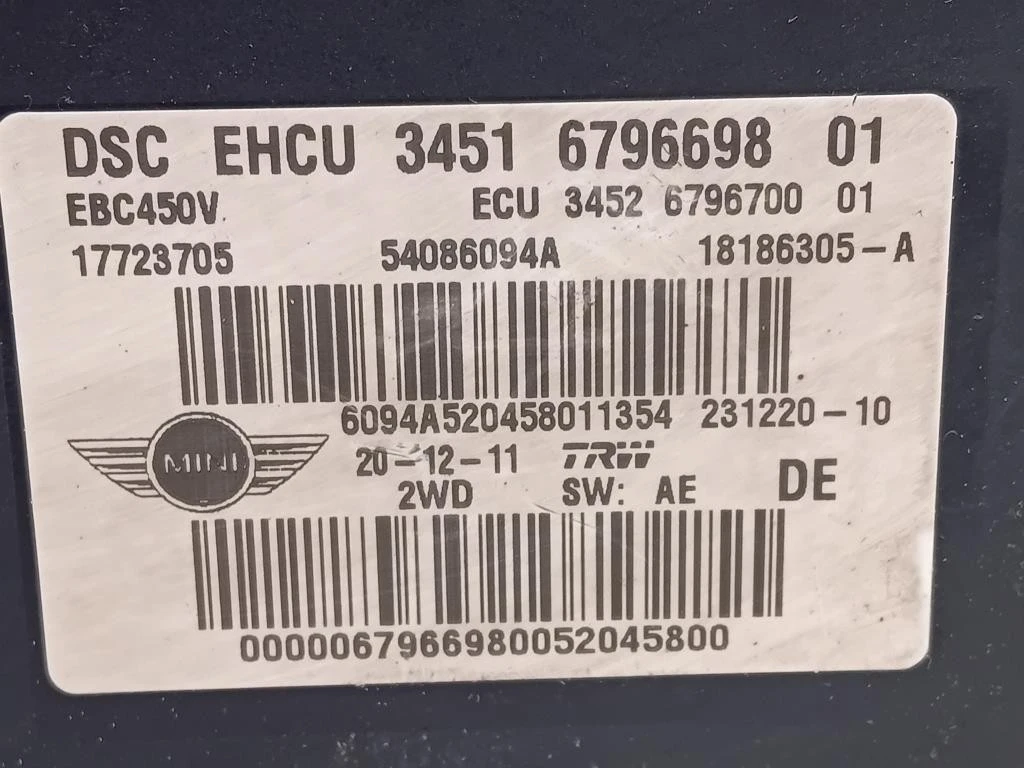 DSC EHCU 3451 6796698 01
EBC450V ECU 3452 6796700 01
17723705 54086094A 18186305-A
6094A520458011354 231220-10
MINI 20-12-11 TRW DE
2WD SW: AE
0000067966980052045800